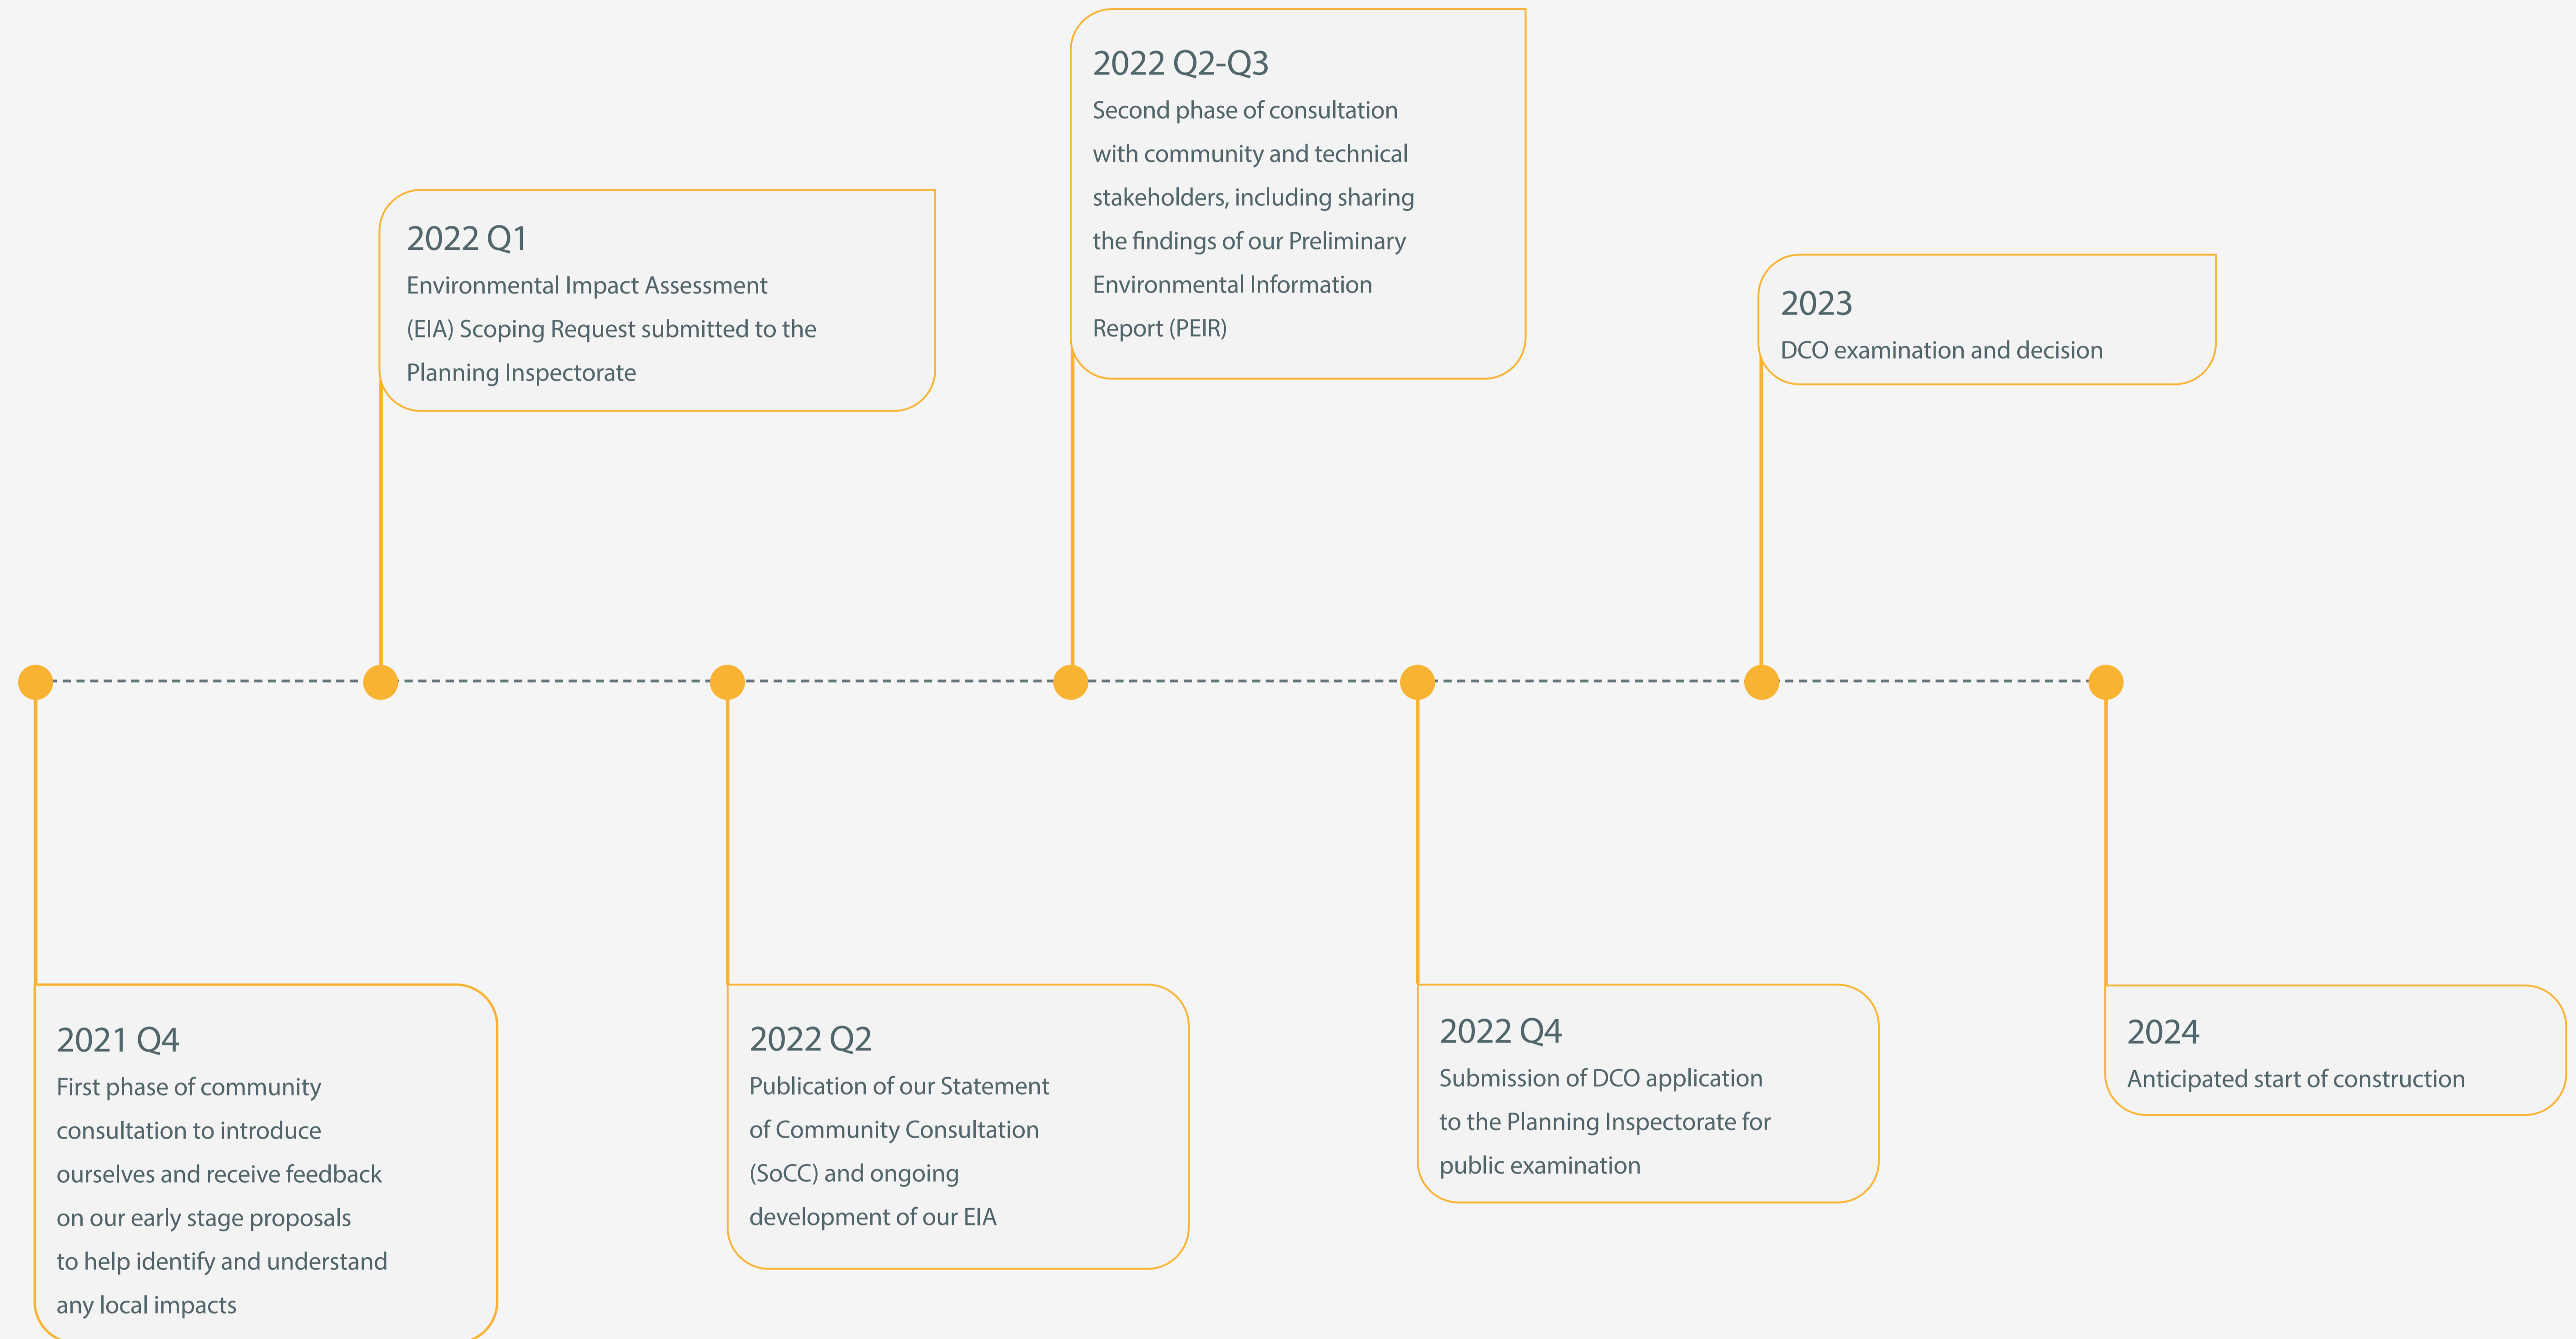 2021 Q4
First phase of community
consultation to introduce
ourselves and receive feedback
on our early stage proposals
to help identify and understand
any local impacts
2022 Q1
Environmental Impact Assessment
(EIA) Scoping Request submitted to the
Planning Inspectorate
2022 Q2
Publication of our Statement
of Community Consultation
(SoCC) and ongoing
development of our EIA
2022 Q2-Q3
Second phase of consultation
with community and technical
stakeholders, including sharing
the findings of our Preliminary
Environmental Information
Report (PEIR)
2022 Q4
Submission of DCO application
to the Planning Inspectorate for
public examination
2023
DCO examination and decision
2024
Anticipated start of construction